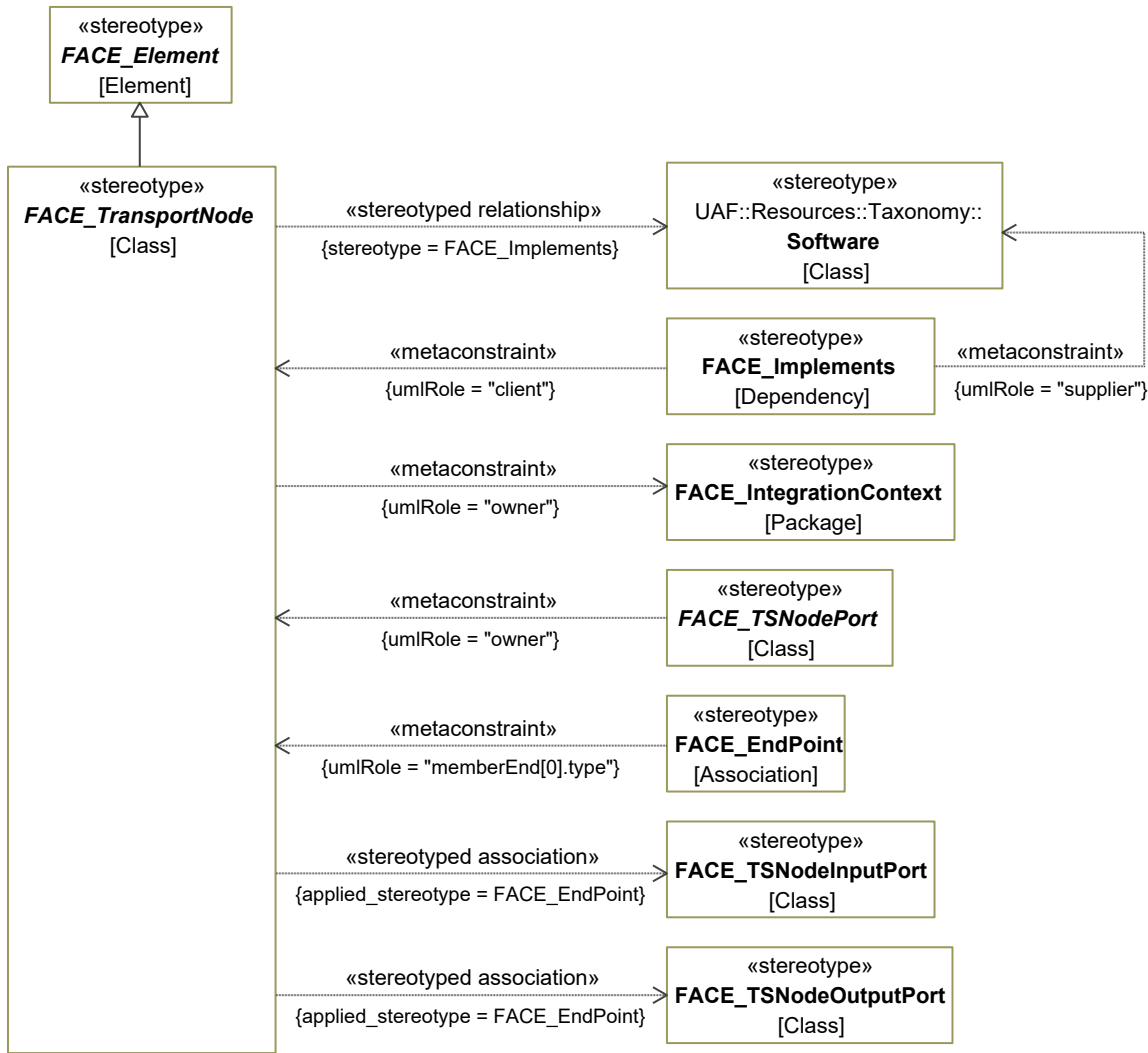 «stereotype»
FACE_Element
[Element]
«stereotype»
FACE_TransportNode
[Class]
«stereotyped relationship»
{stereotype = FACE_Implements}
«stereotype»
UAF::Resources::Taxonomy::
Software
[Class]
«metaconstraint»
{umlRole = "client"}
«stereotype»
FACE_Implements
[Dependency]
«metaconstraint»
{umlRole = "supplier"}
«metaconstraint»
{umlRole = "owner"}
«stereotype»
FACE_IntegrationContext
[Package]
«metaconstraint»
{umlRole = "owner"}
«stereotype»
FACE_TSNodePort
[Class]
«metaconstraint»
{umlRole = "memberEnd[0].type"}
«stereotype»
FACE_EndPoint
[Association]
«stereotyped association»
{applied_stereotype = FACE_EndPoint}
«stereotype»
FACE_TSNodeInputPort
[Class]
«stereotyped association»
{applied_stereotype = FACE_EndPoint}
«stereotype»
FACE_TSNodeOutputPort
[Class]